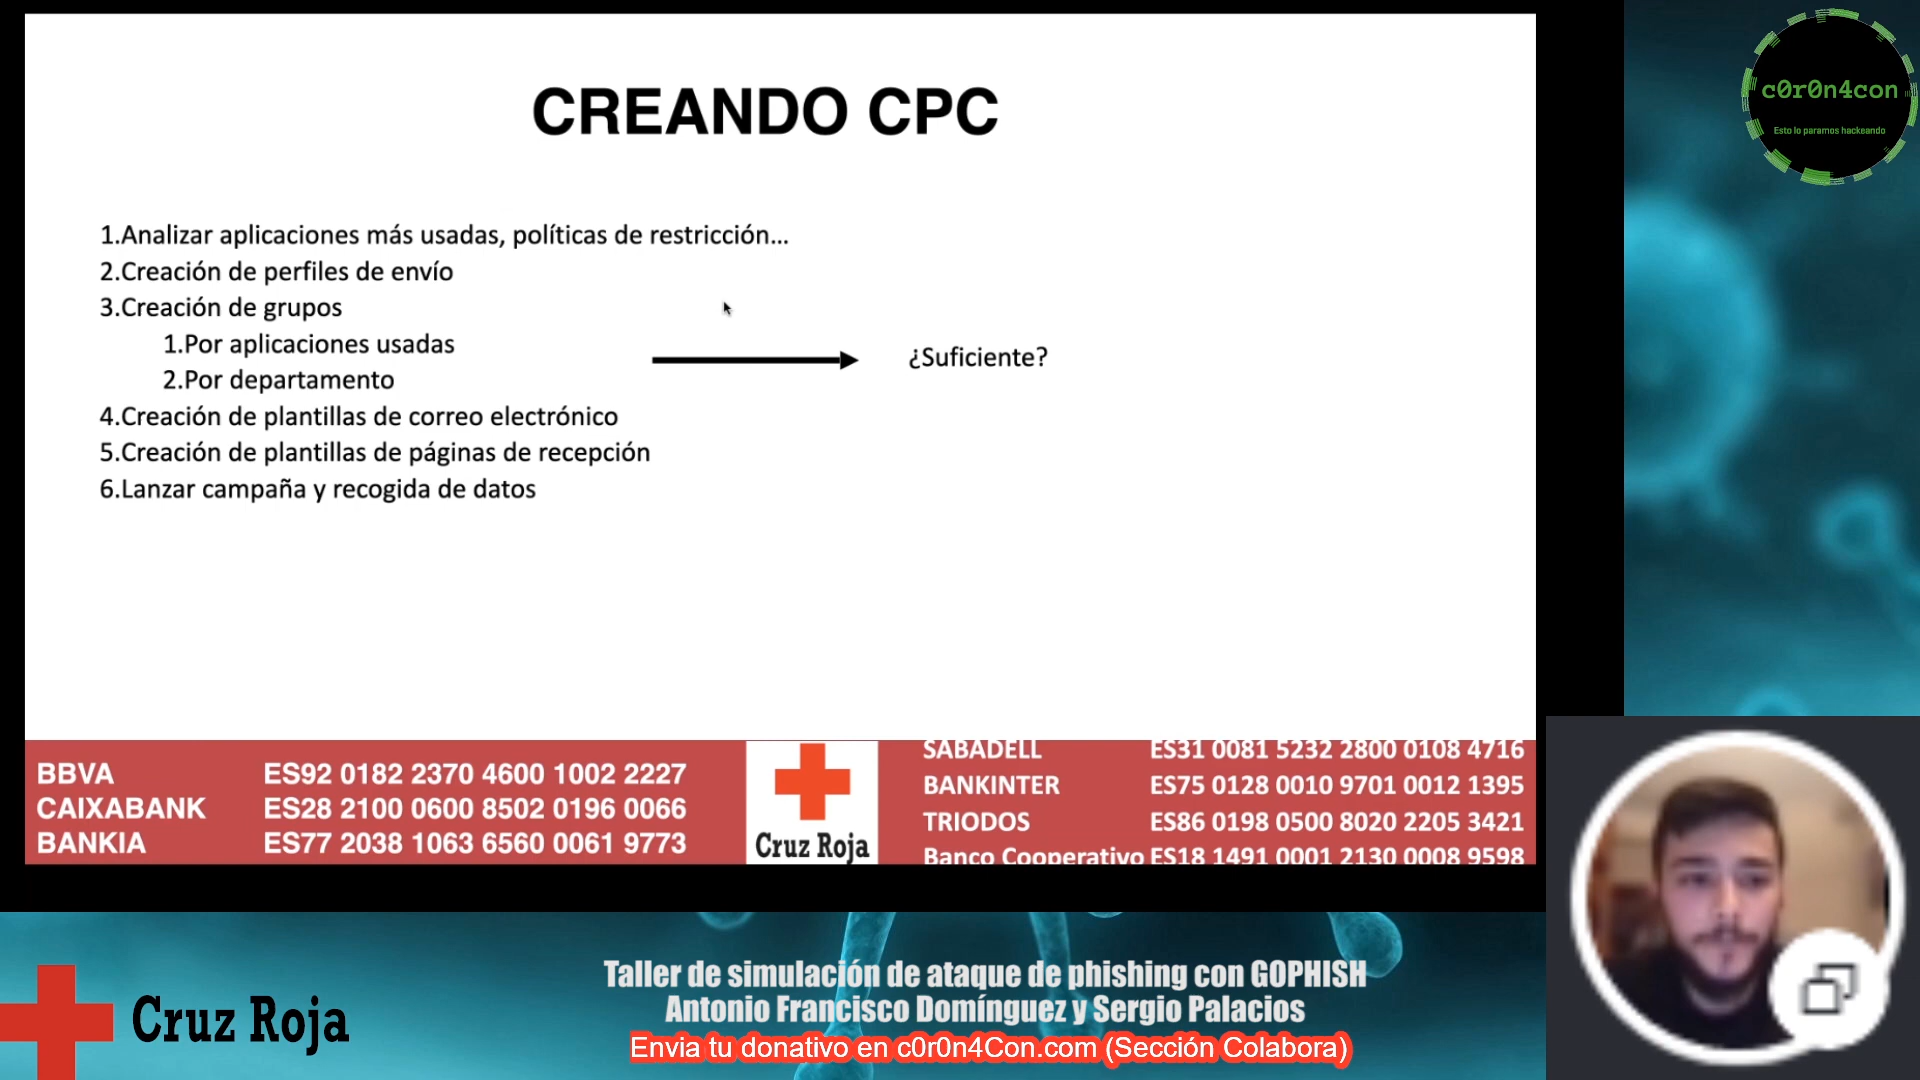 CREANDO CPC
1.Analizar aplicaciones más usadas, políticas de restricción...
2.Creación de perfiles de envío
3.Creación de grupos
1.Por aplicaciones usadas
2.Por departamento
4.Creación de plantillas de correo electrónico
5.Creación de plantillas de páginas de recepción
6.Lanzar campaña y recogida de datos
¿Suficiente?
c0r0n4con
Esto lo paramos hackeando
BBVA ES92 0182 2370 4600 1002 2227
CAIXABANK ES28 2100 0600 8502 0196 0066
BANKIA ES77 2038 1063 6560 0061 9773
Cruz Roja
SABADELL ES31 0081 5232 2800 0108 4716
BANKINTER ES75 0128 0010 9701 0012 1395
TRIODOS ES86 0198 0500 8020 2205 3421
Banco Cooperativo ES18 1491 0001 2130 0008 9598
Cruz Roja
Taller de simulación de ataque de phishing con GOPHISH
Antonio Francisco Domínguez y Sergio Palacios
Envia tu donativo en c0r0n4Con.com (Sección Colabora)